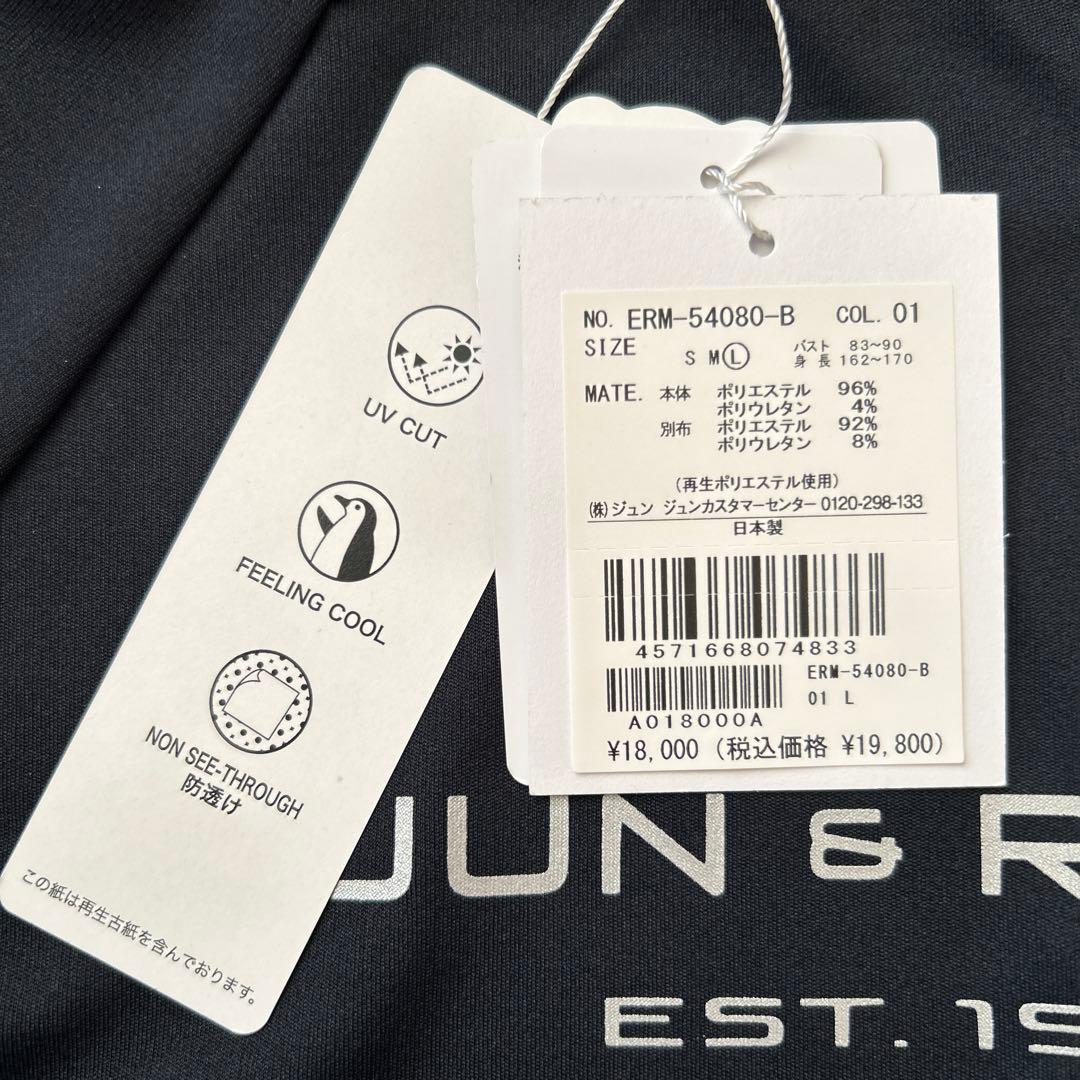 UV CUT
FEELING COOL
NON SEE-THROUGH
防透け
この紙は再生古紙を含んでおります。
NO. ERM-54080-B COL. 01
SIZE S M L バスト 83~90
身長 162~170
MATE. 本体 ポリエステル 96%
ポリウレタン 4%
別布 ポリエステル 92%
ポリウレタン 8%
(再生ポリエステル使用)
(株)ジュン ジュンカスタマーセンター 0120-298-133
日本製
4571668074833
ERM-54080-B
01 L
A018000A
¥18,000 (税込価格 ¥19,800)
JUN & R
EST. 19